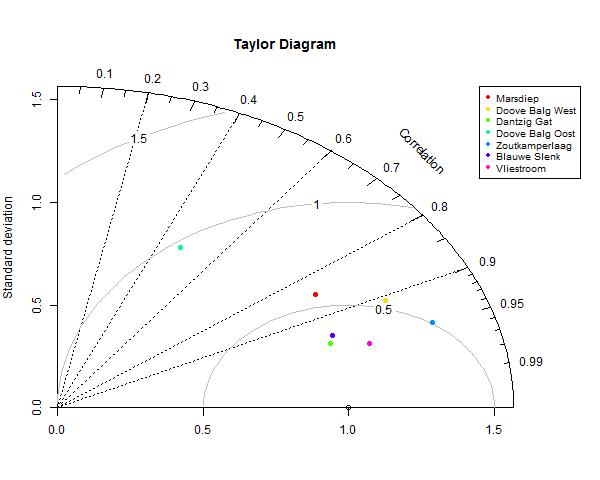 Taylor Diagram
Marsdiep
Doove Balg West
Dantzig Gat
Doove Balg Oost
Zoutkamperlaag
Blauwe Slenk
Vliestroom
Correlation
0.1
0.2
0.3
0.4
0.5
0.6
0.7
0.8
0.9
0.95
0.99
1.5
1
0.5
Standard deviation
1.5
1.0
0.5
0.0
0.0
0.5
1.0
1.5